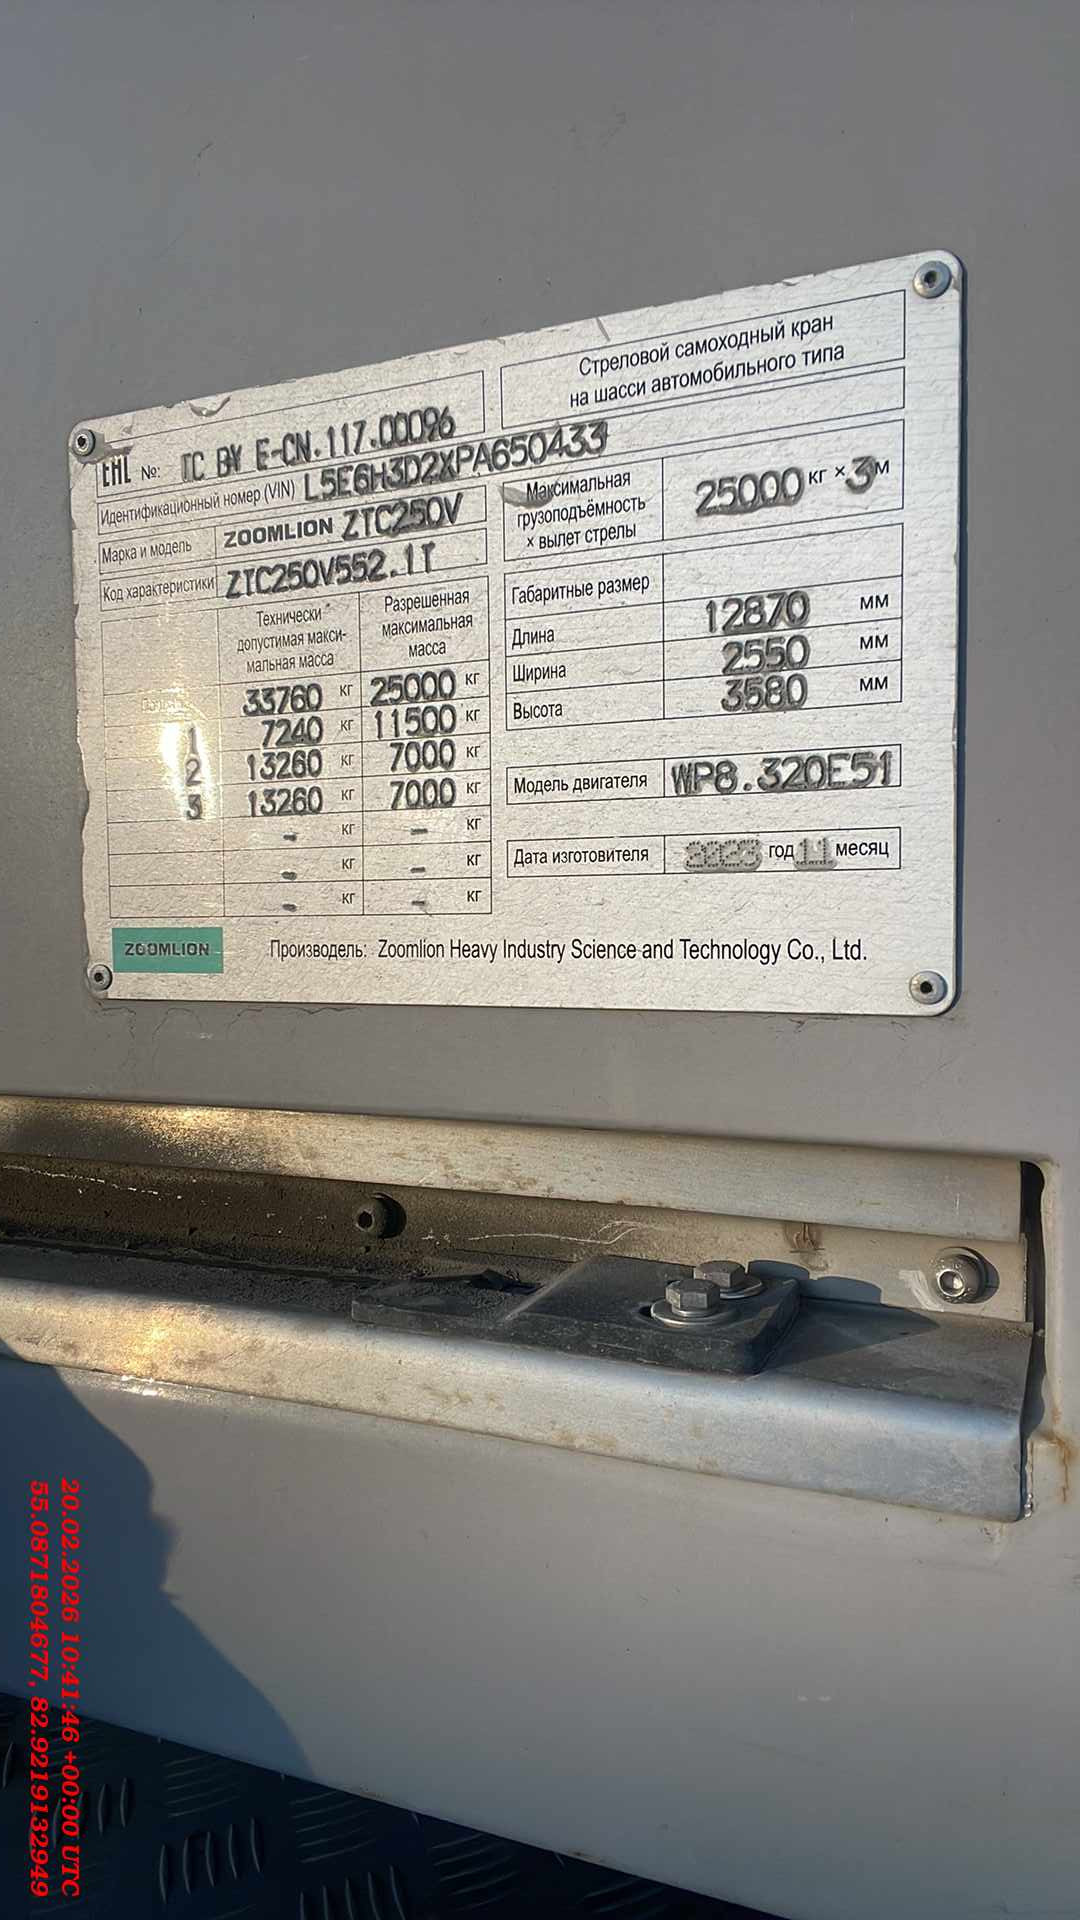 Стреловой самоходный кран
на шасси автомобильного типа
EAC №: TC BY E-CN.117.00096
Идентификационный номер (VIN) L5E6H3D2XPA650433
Марка и модель ZOOMLION ZTC250V
Код характеристики ZTC250V552.1T
Максимальная
грузоподъёмность
× вылет стрелы
25000 кг × 3 м
Технически
допустимая макси-
мальная масса
Разрешенная
максимальная
масса
33760 кг 25000 кг
1 7240 кг 11500 кг
2 13260 кг 7000 кг
3 13260 кг 7000 кг
– кг – кг
– кг – кг
– кг – кг
Габаритные размер
Длина 12870 мм
Ширина 2550 мм
Высота 3580 мм
Модель двигателя WP8.320E51
Дата изготовителя 2023 год 11 месяц
ZOOMLION
Производитель: Zoomlion Heavy Industry Science and Technology Co., Ltd.
20.02.2026 10:41:46 +00:00 UTC
55.0871804677, 82.9219132949